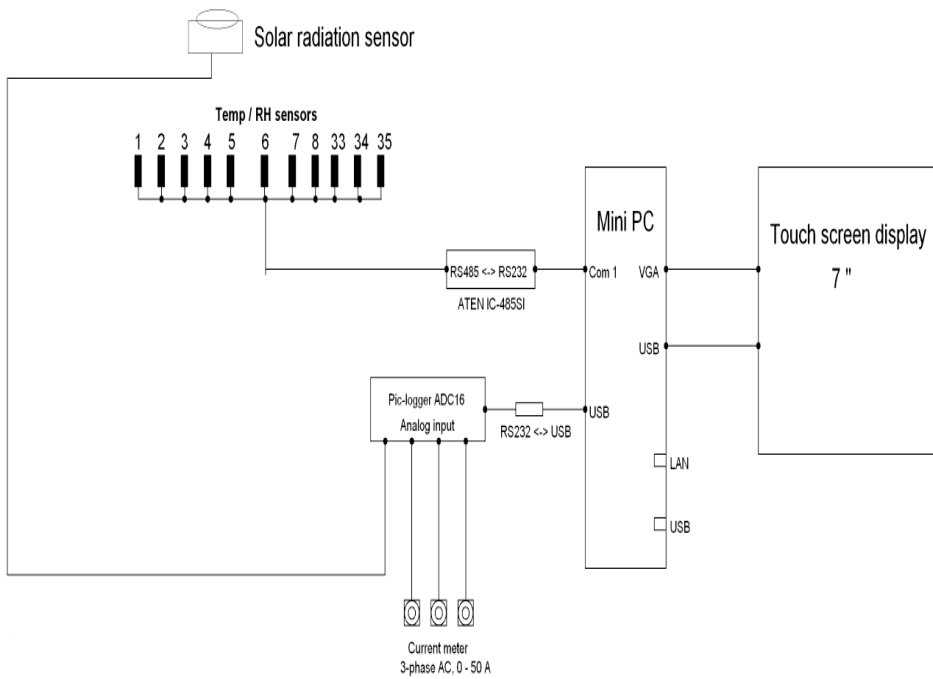 Solar radiation sensor
Temp / RH sensors
1 2 3 4 5 6 7 8 33 34 35
Mini PC
Touch screen display
7 "
RS485 <-> RS232
Com 1
VGA
ATEN IC-485SI
USB
Pic-logger ADC16
Analog input
USB
RS232 <-> USB
LAN
USB
Current meter
3-phase AC, 0 - 50 A